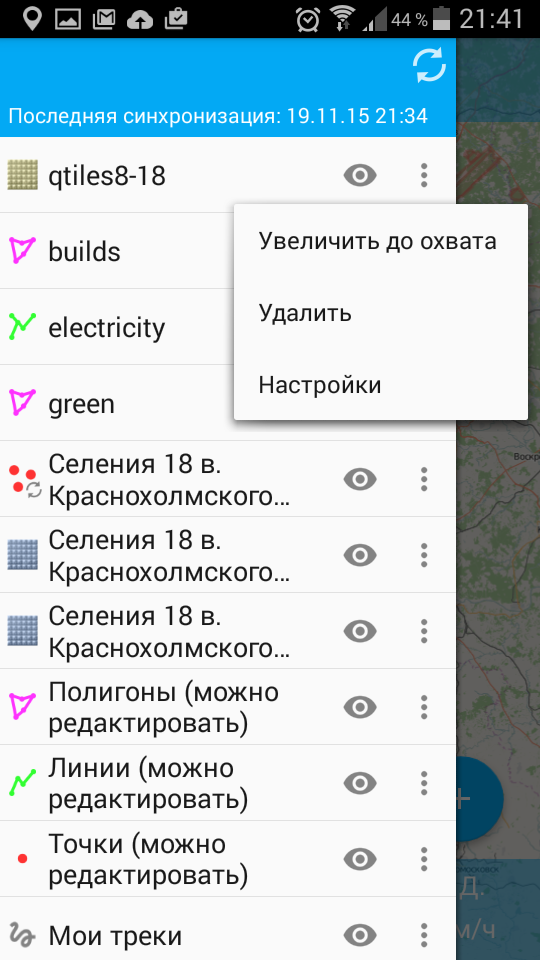 44 % 21:41
Последняя синхронизация: 19.11.15 21:34
qtiles8-18
Увеличить до охвата
builds
Удалить
electricity
Настройки
green
Селения 18 в.
Краснохолмского...
Селения 18 в.
Краснохолмского...
Селения 18 в.
Краснохолмского...
Полигоны (можно
редактировать)
Линии (можно
редактировать)
Точки (можно
редактировать)
Д.
м/ч
Мои треки